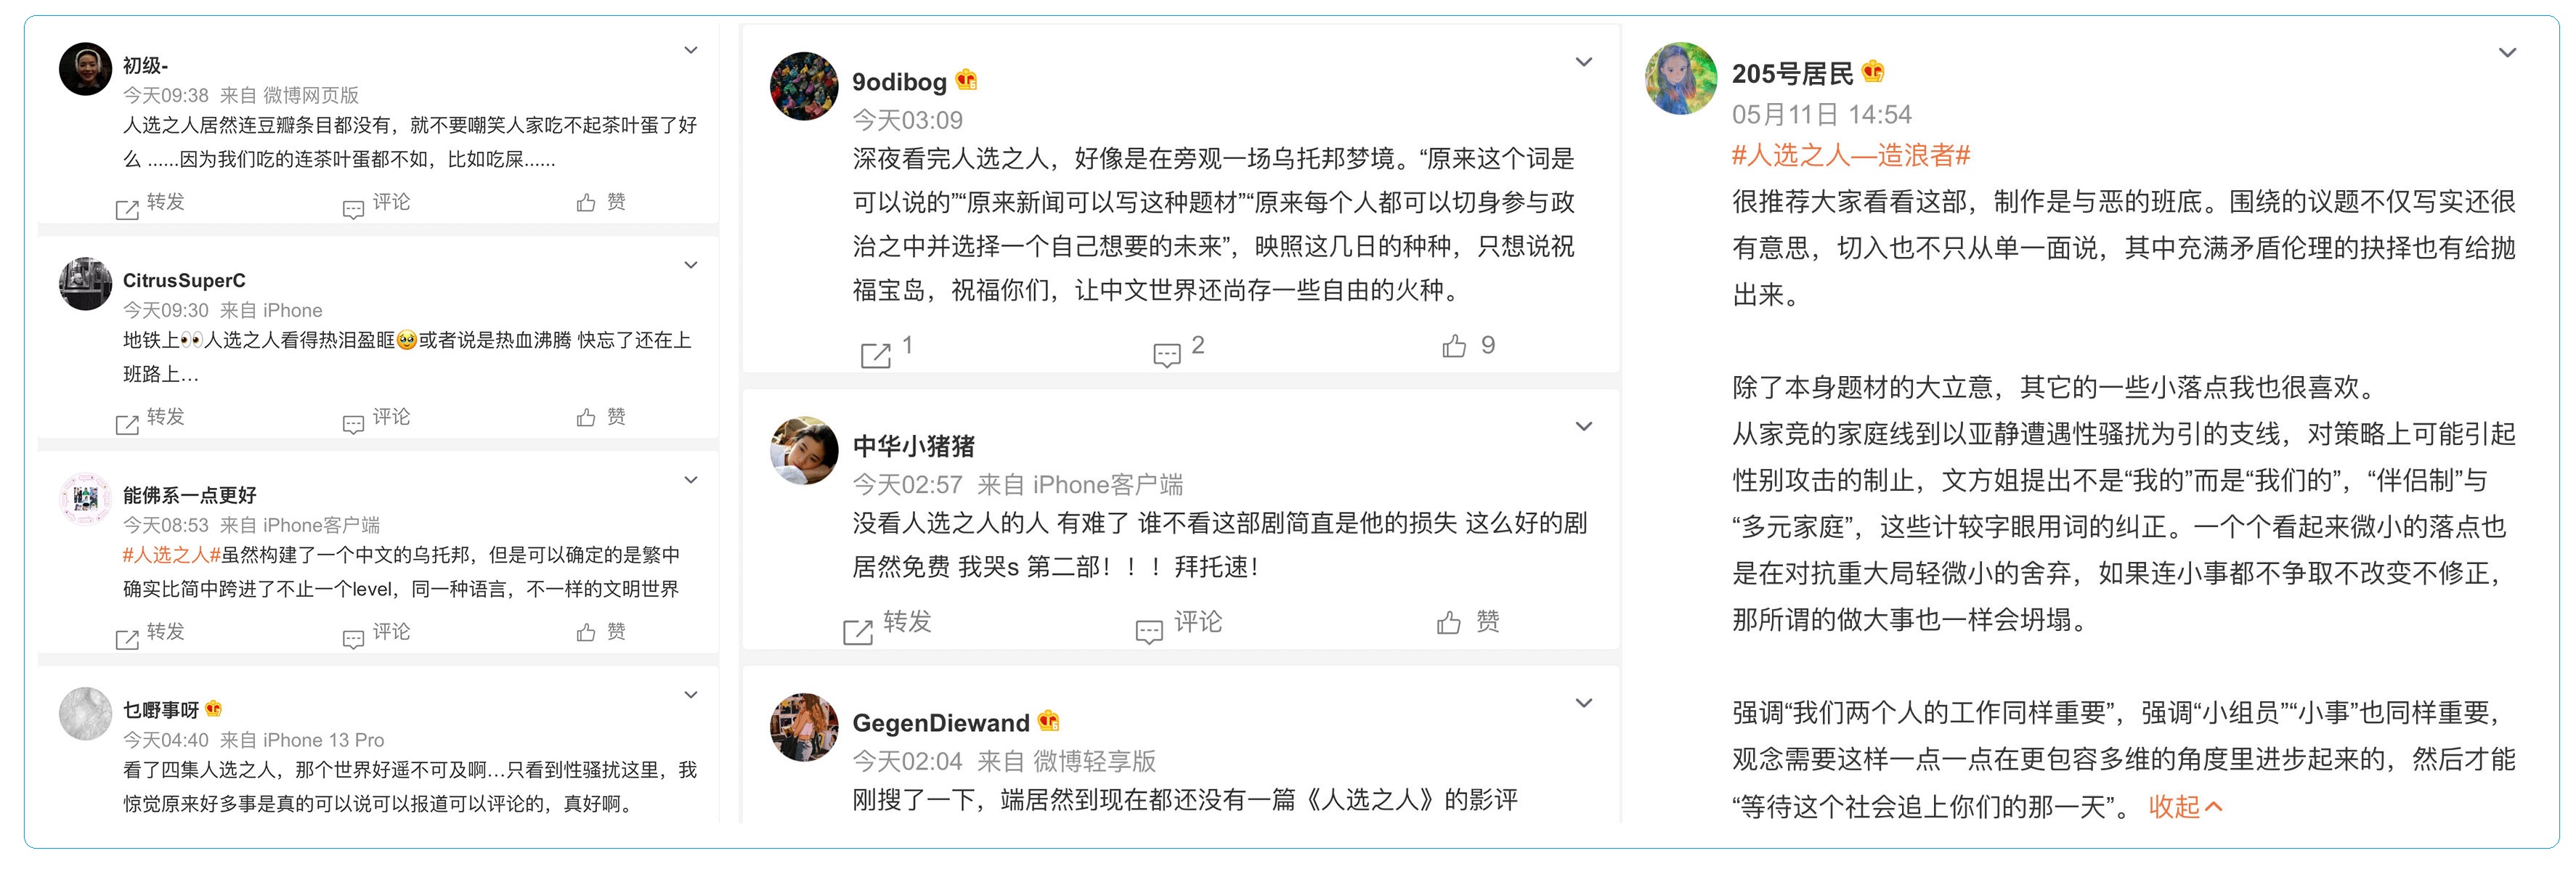 初级-
今天09:38 来自 微博网页版
人选之人居然连豆瓣条目都没有，就不要嘲笑人家吃不起茶叶蛋了好
么 ......因为我们吃的连茶叶蛋都不如，比如吃屎......
转发 评论 赞
CitrusSuperC
今天09:30 来自 iPhone
地铁上👀人选之人看得热泪盈眶🥹或者说是热血沸腾 快忘了还在上
班路上…
转发 评论 赞
能佛系一点更好
今天08:53 来自 iPhone客户端
#人选之人#虽然构建了一个中文的乌托邦，但是可以确定的是繁中
确实比简中跨进了不止一个level，同一种语言，不一样的文明世界
转发 评论 赞
乜嘢事呀
今天04:40 来自 iPhone 13 Pro
看了四集人选之人，那个世界好遥不可及啊…只看到性骚扰这里，我
惊觉原来好多事是真的可以说可以报道可以评论的，真好啊。
9odibog
今天03:09
深夜看完人选之人，好像是在旁观一场乌托邦梦境。“原来这个词是
可以说的”“原来新闻可以写这种题材”“原来每个人都可以切身参与政
治之中并选择一个自己想要的未来”，映照这几日的种种，只想说祝
福宝岛，祝福你们，让中文世界还尚存一些自由的火种。
1 2 9
中华小猪猪
今天02:57 来自 iPhone客户端
没看人选之人的人 有难了 谁不看这部剧简直是他的损失 这么好的剧
居然免费 我哭s 第二部！！！拜托速！
转发 评论 赞
GegenDiewand
今天02:04 来自 微博轻享版
刚搜了一下，端居然到现在都还没有一篇《人选之人》的影评
205号居民
05月11日 14:54
#人选之人—造浪者#
很推荐大家看看这部，制作是与恶的班底。围绕的议题不仅写实还很
有意思，切入也不只从单一面说，其中充满矛盾伦理的抉择也有给抛
出来。
除了本身题材的大立意，其它的一些小落点我也很喜欢。
从家竞的家庭线到以亚静遭遇性骚扰为引的支线，对策略上可能引起
性别攻击的制止，文方姐提出不是“我的”而是“我们的”，“伴侣制”与
“多元家庭”，这些计较字眼用词的纠正。一个个看起来微小的落点也
是在对抗重大局轻微小的舍弃，如果连小事都不争取不改变不修正，
那所谓的做大事也一样会坍塌。
强调“我们两个人的工作同样重要”，强调“小组员”“小事”也同样重要，
观念需要这样一点一点在更包容多维的角度里进步起来的，然后才能
“等待这个社会追上你们的那一天”。 收起